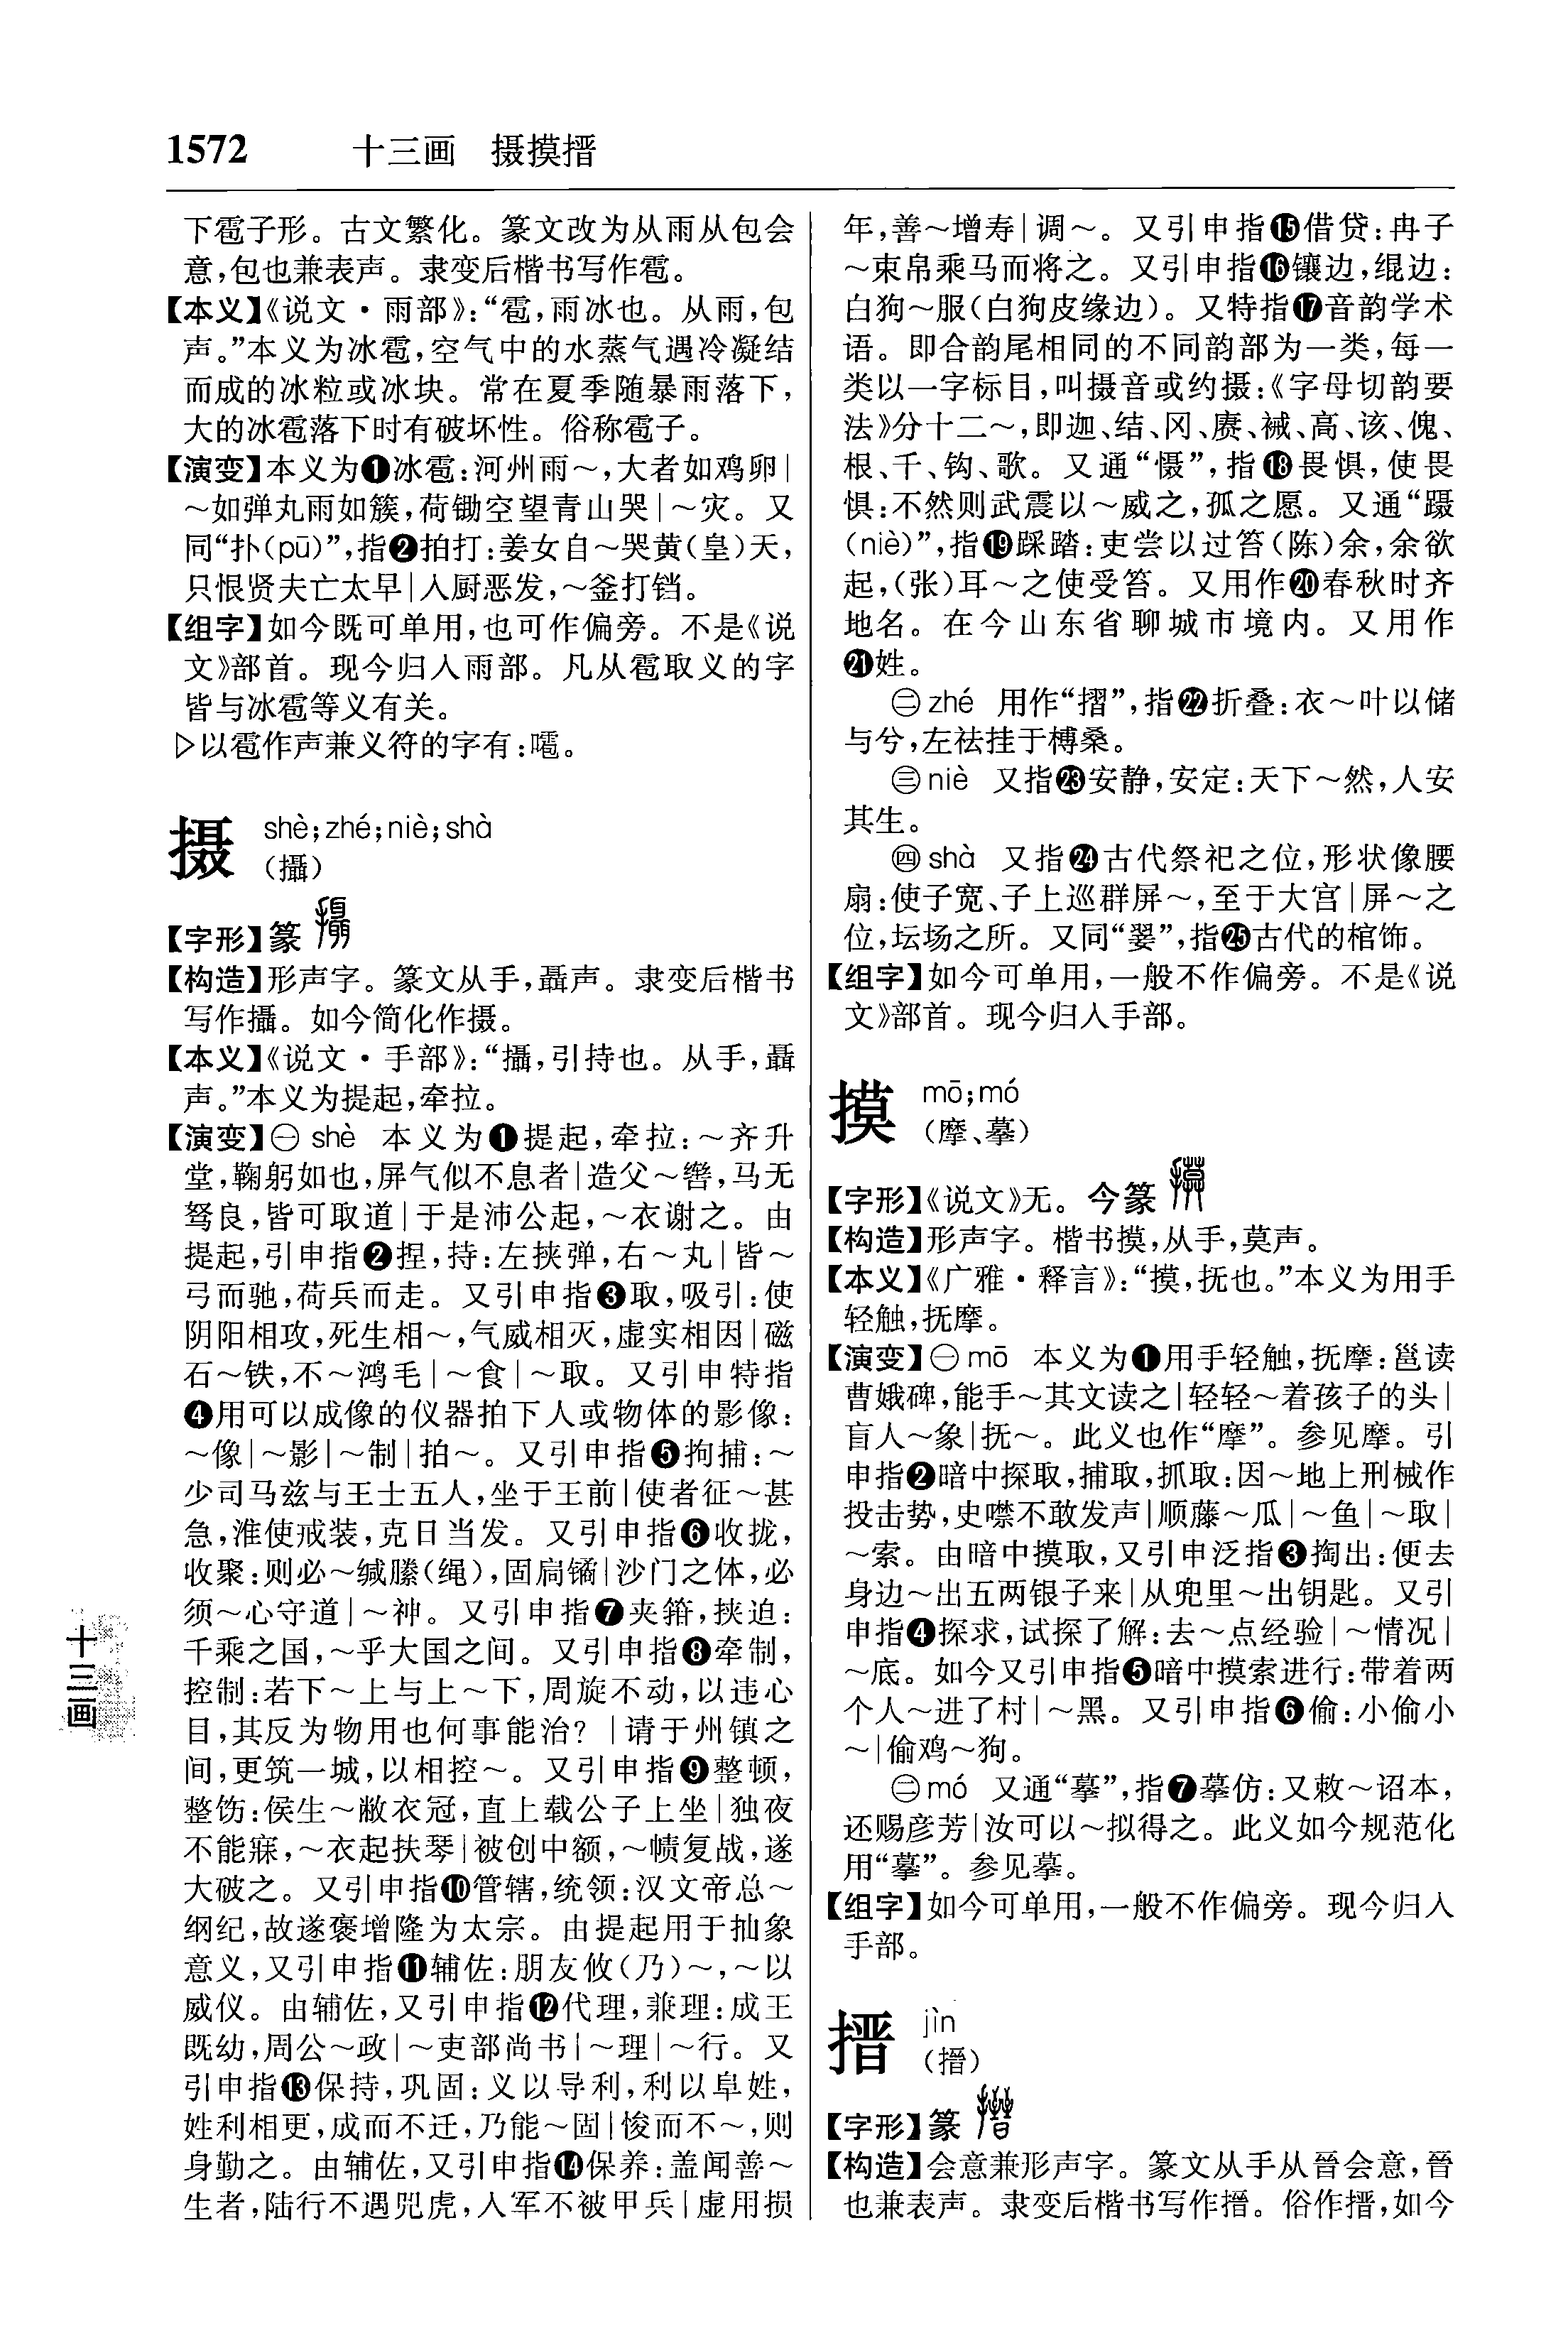 1572 十三画 摄摸搢
下雹子形。古文繁化。篆文改为从雨从包会
意,包也兼表声。隶变后楷书写作雹。
【本义】《说文·雨部》:“雹,雨冰也。从雨,包
声。”本义为冰雹,空气中的水蒸气遇冷凝结
而成的冰粒或冰块。常在夏季随暴雨落下,
大的冰雹落下时有破坏性。俗称雹子。
【演变】本义为❶冰雹:河州雨~,大者如鸡卵|
~如弹丸雨如簇,荷锄空望青山哭|~灾。又
同“扑(pū)”,指❷拍打:姜女自~哭黄(皇)天,
只恨贤夫亡太早|入厨恶发,~釜打铛。
【组字】如今既可单用,也可作偏旁。不是《说
文》部首。现今归入雨部。凡从雹取义的字
皆与冰雹等义有关。
▷以雹作声兼义符的字有:嚗。
摄 shè;zhé;niè;shà
(攝)
【字形】篆
【构造】形声字。篆文从手,聶声。隶变后楷书
写作攝。如今简化作摄。
【本义】《说文·手部》:“攝,引持也。从手,聶
声。”本义为提起,牵拉。
【演变】㊀shè 本义为❶提起,牵拉:~齐升
堂,鞠躬如也,屏气似不息者|造父~辔,马无
驽良,皆可取道|于是沛公起,~衣谢之。由
提起,引申指❷捏,持:左挟弹,右~丸|皆~
弓而驰,荷兵而走。又引申指❸取,吸引:使
阴阳相攻,死生相~,气威相灭,虚实相因|磁
石~铁,不~鸿毛|~食|~取。又引申特指
❹用可以成像的仪器拍下人或物体的影像:
~像|~影|~制|拍~。又引申指❺拘捕:~
少司马兹与王士五人,坐于王前|使者征~甚
急,淮使戒装,克日当发。又引申指❻收拢,
收聚:则必~缄縢(绳),固扃鐍|沙门之体,必
须~心守道|~神。又引申指❼夹箝,挟迫:
千乘之国,~乎大国之间。又引申指❽牵制,
控制:若下~上与上~下,周旋不动,以违心
目,其反为物用也何事能治?|请于州镇之
间,更筑一城,以相控~。又引申指❾整顿,
整饬:侯生~敝衣冠,直上载公子上坐|独夜
不能寐,~衣起扶琴|被创中额,~帻复战,遂
大破之。又引申指❿管辖,统领:汉文帝总~
纲纪,故遂褒增隆为太宗。由提起用于抽象
意义,又引申指⓫辅佐:朋友攸(乃)~,~以
威仪。由辅佐,又引申指⓬代理,兼理:成王
既幼,周公~政|~吏部尚书|~理|~行。又
引申指⓭保持,巩固:义以导利,利以阜姓,
姓利相更,成而不迁,乃能~固|悛而不~,则
身勤之。由辅佐,又引申指⓮保养:盖闻善~
生者,陆行不遇兕虎,入军不被甲兵|虚用损
年,善~增寿|调~。又引申指⓯借贷:冉子
~束帛乘马而将之。又引申指⓰镶边,绲边:
白狗~服(白狗皮缘边)。又特指⓱音韵学术
语。即合韵尾相同的不同韵部为一类,每一
类以一字标目,叫摄音或约摄:《字母切韵要
法》分十二~,即迦、结、冈、赓、祴、高、该、傀、
根、千、钩、歌。又通“慑”,指⓲畏惧,使畏
惧:不然则武震以~威之,孤之愿。又通“蹑
(niè)”,指⓳踩踏:吏尝以过笞(陈)余,余欲
起,(张)耳~之使受笞。又用作⓴春秋时齐
地名。在今山东省聊城市境内。又用作
㉑姓。
㊁zhé 用作“摺”,指㉒折叠:衣~叶以储
与兮,左祛挂于榑桑。
㊂niè 又指㉓安静,安定:天下~然,人安
其生。
㊃shà 又指㉔古代祭祀之位,形状像腰
扇:使子宽、子上巡群屏~,至于大宫|屏~之
位,坛场之所。又同“翣”,指㉕古代的棺饰。
【组字】如今可单用,一般不作偏旁。不是《说
文》部首。现今归入手部。
摸 mō;mó
(摩、摹)
【字形】《说文》无。今篆
【构造】形声字。楷书摸,从手,莫声。
【本义】《广雅·释言》:“摸,抚也。”本义为用手
轻触,抚摩。
【演变】㊀mō 本义为❶用手轻触,抚摩:邕读
曹娥碑,能手~其文读之|轻轻~着孩子的头|
盲人~象|抚~。此义也作“摩”。参见摩。引
申指❷暗中探取,捕取,抓取:因~地上刑械作
投击势,史噤不敢发声|顺藤~瓜|~鱼|~取|
~索。由暗中摸取,又引申泛指❸掏出:便去
身边~出五两银子来|从兜里~出钥匙。又引
申指❹探求,试探了解:去~点经验|~情况|
~底。如今又引申指❺暗中摸索进行:带着两
个人~进了村|~黑。又引申指❻偷:小偷小
~|偷鸡~狗。
㊁mó 又通“摹”,指❼摹仿:又敕~诏本,
还赐彦芳|汝可以~拟得之。此义如今规范化
用“摹”。参见摹。
【组字】如今可单用,一般不作偏旁。现今归入
手部。
搢 jìn
(搢)
【字形】篆
【构造】会意兼形声字。篆文从手从晉会意,晉
也兼表声。隶变后楷书写作搢。俗作搢,如今
十三画